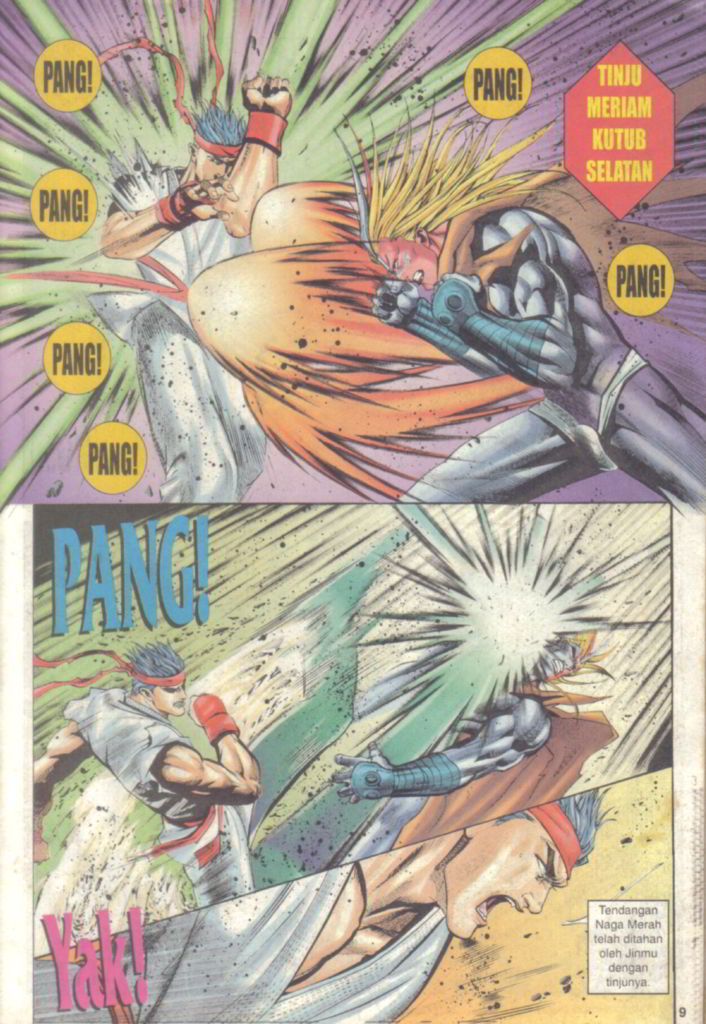 PANG!
PANG!
TINJU
MERIAM
KUTUB
SELATAN
PANG!
PANG!
PANG!
PANG!
PANG!
Yak!
Tendangan
Naga Merah
telah ditahan
oleh Jinmu
dengan
tinjunya.
9